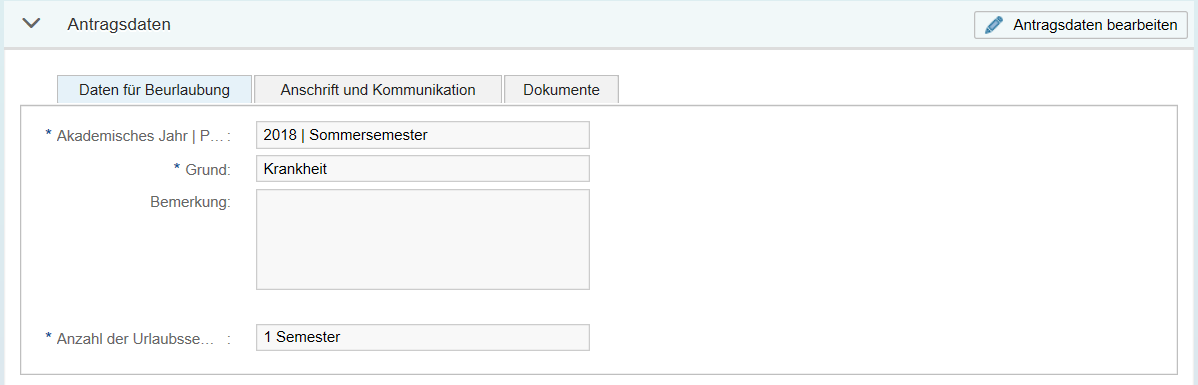 Antragsdaten
Antragsdaten bearbeiten
Daten für Beurlaubung
Anschrift und Kommunikation
Dokumente
* Akademisches Jahr | P... : 2018 | Sommersemester
* Grund: Krankheit
Bemerkung:
* Anzahl der Urlaubsse... : 1 Semester